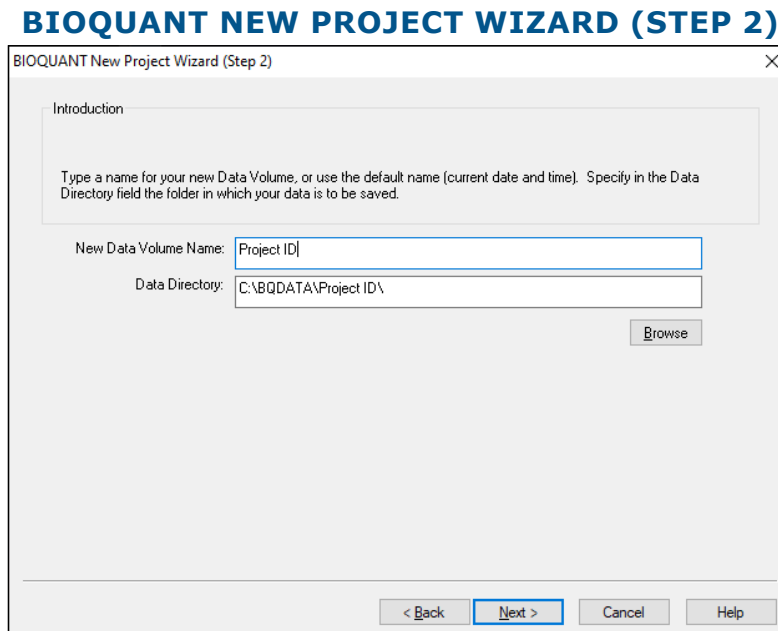 BIOQUANT NEW PROJECT WIZARD (STEP 2)
BIOQUANT New Project Wizard (Step 2)
Introduction
Type a name for your new Data Volume, or use the default name (current date and time). Specify in the Data
Directory field the folder in which your data is to be saved.
New Data Volume Name: Project ID
Data Directory: C:\BQDATA\Project ID\
Browse
< Back Next > Cancel Help